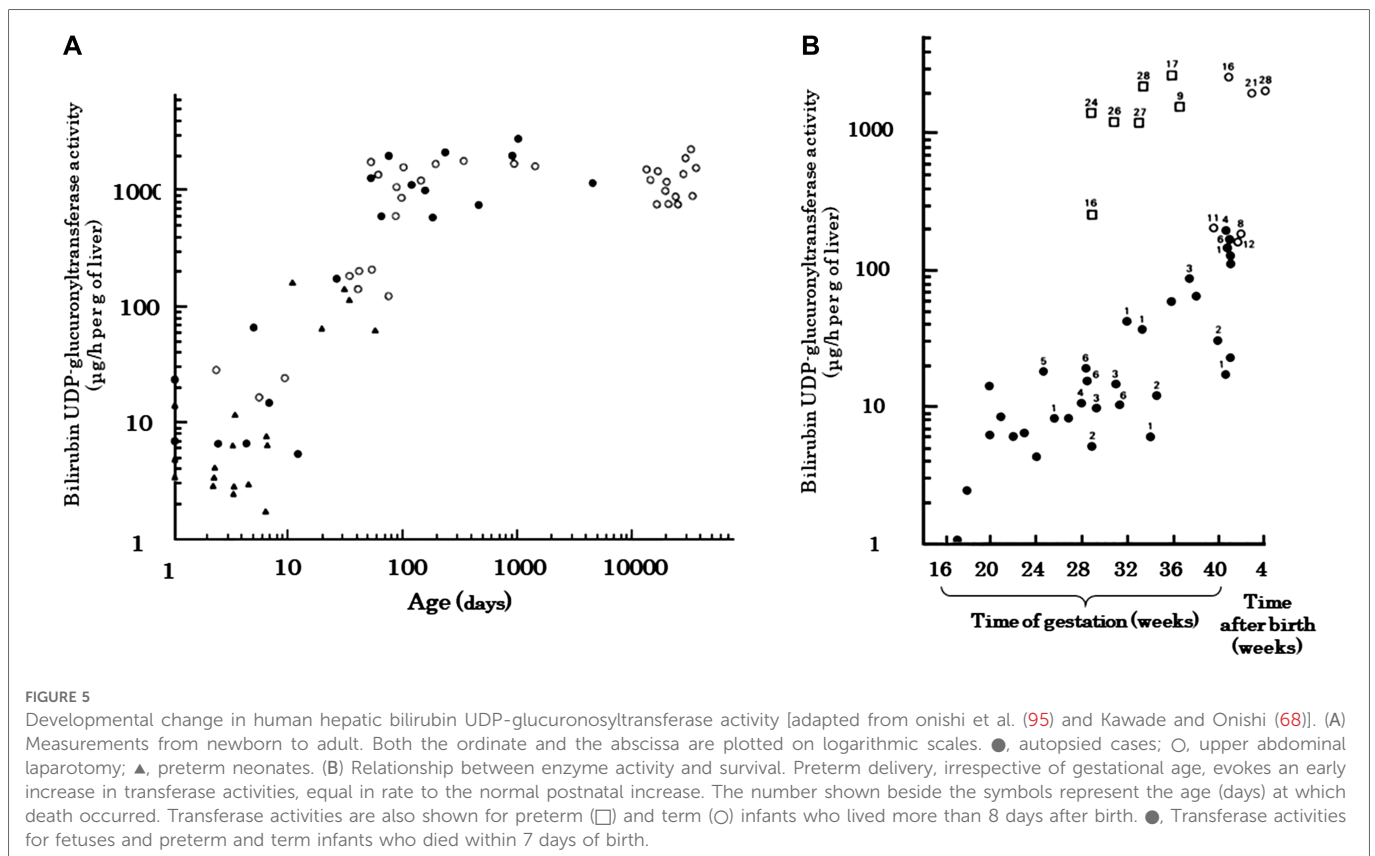 A
B
Bilirubin UDP-glucuronyltransferase activity
(µg/h per g of liver)
1000
100
10
1
1
10
100
1000
10000
Age (days)
Bilirubin UDP-glucuronyltransferase activity
(µg/h per g of liver)
1000
100
10
1
17
28
24
26
27
9
16
21
28
16
11
4
8
6
12
1
3
1
1
2
5
6
6
3
1
4
3
6
2
1
2
1
16
20
24
28
32
36
40
4
Time of gestation (weeks)
Time
after birth
(weeks)
FIGURE 5
Developmental change in human hepatic bilirubin UDP-glucuronosyltransferase activity [adapted from onishi et al. (95) and Kawade and Onishi (68)]. (A)
Measurements from newborn to adult. Both the ordinate and the abscissa are plotted on logarithmic scales. ●, autopsied cases; ○, upper abdominal
laparotomy; ▲, preterm neonates. (B) Relationship between enzyme activity and survival. Preterm delivery, irrespective of gestational age, evokes an early
increase in transferase activities, equal in rate to the normal postnatal increase. The number shown beside the symbols represent the age (days) at which
death occurred. Transferase activities are also shown for preterm (□) and term (○) infants who lived more than 8 days after birth. ●, Transferase activities
for fetuses and preterm and term infants who died within 7 days of birth.